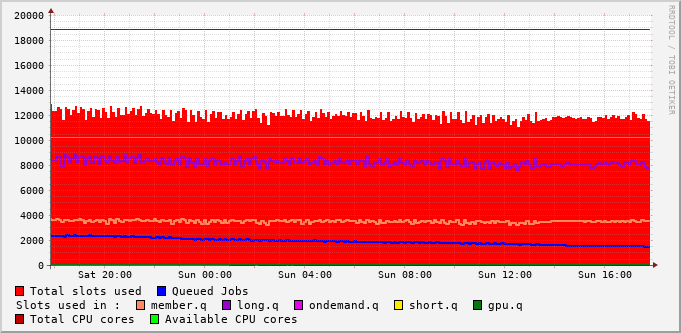 20000
18000
16000
14000
12000
10000
8000
6000
4000
2000
0
Sat 20:00 Sun 00:00 Sun 04:00 Sun 08:00 Sun 12:00 Sun 16:00
RRDTOOL / TOBI OETIKER
Total slots used Queued Jobs
Slots used in : member.q long.q ondemand.q short.q gpu.q
Total CPU cores Available CPU cores